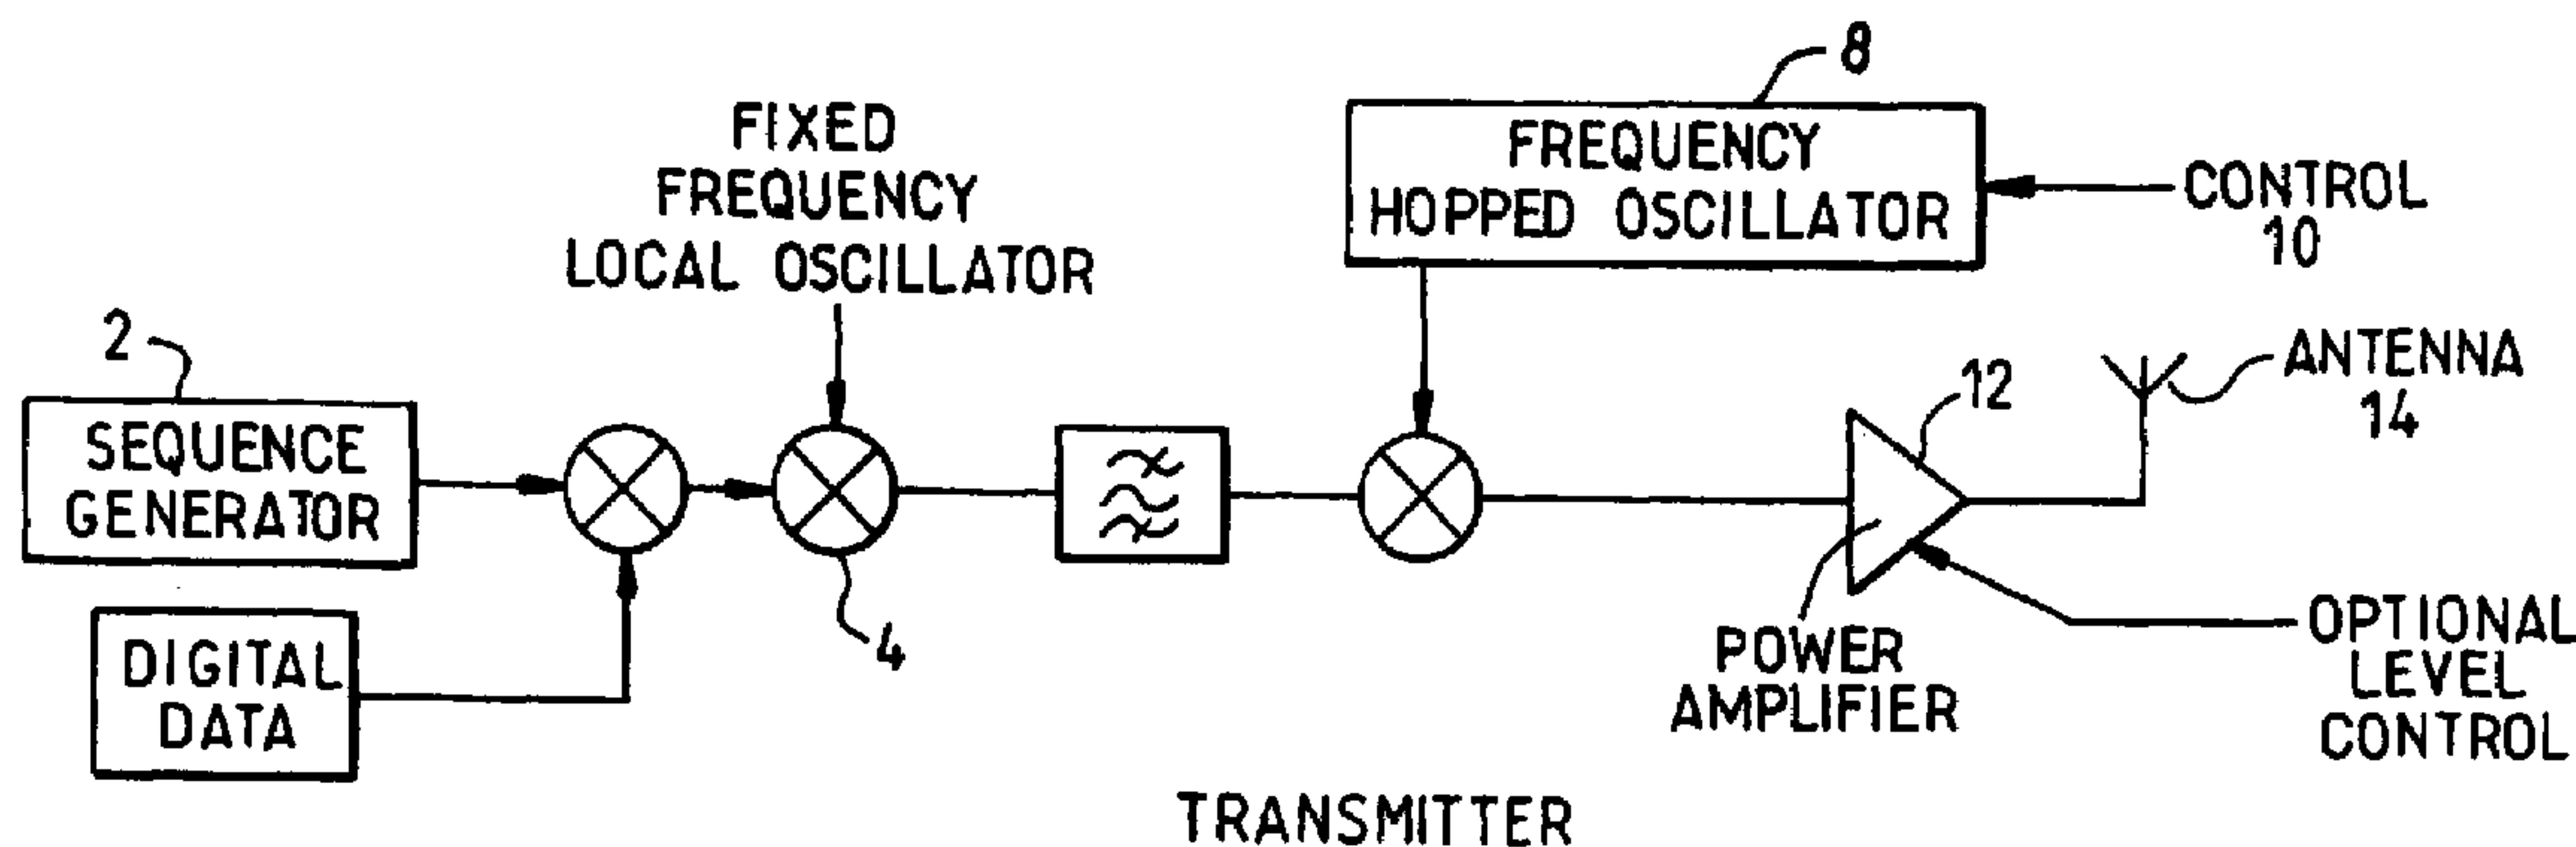 8
FIXED
FREQUENCY
LOCAL OSCILLATOR
FREQUENCY
HOPPED OSCILLATOR
CONTROL
10
2
SEQUENCE
GENERATOR
12
ANTENNA
14
DIGITAL
DATA
4
POWER
AMPLIFIER
OPTIONAL
LEVEL
CONTROL
TRANSMITTER